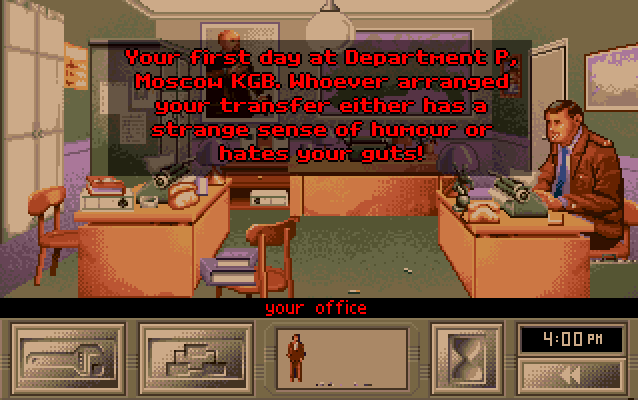 Your first day at Department P,
Moscow KGB. Whoever arranged
your transfer either has a
strange sense of humour or
hates your guts!
your office
4:00 PM